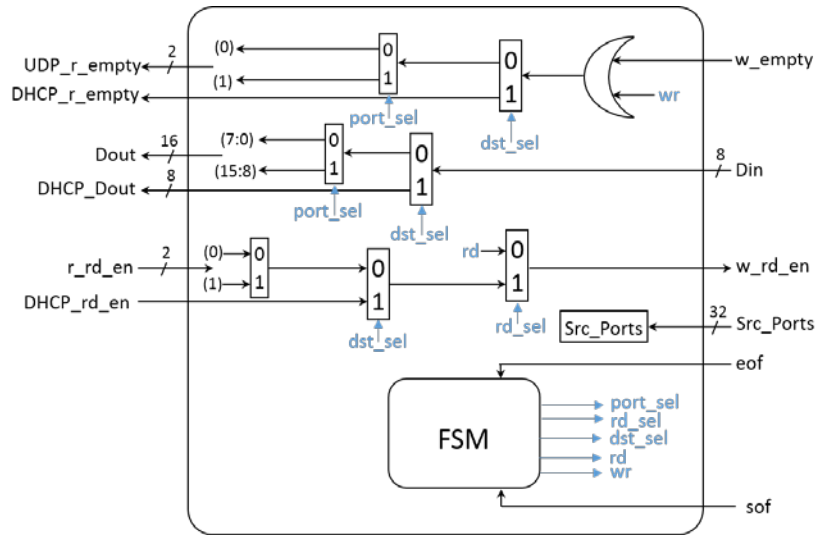 UDP_r_empty
2
(0)
(1)
0
1
port_sel
0
1
dst_sel
w_empty
wr
DHCP_r_empty
Dout
16
(7:0)
(15:8)
0
1
port_sel
0
1
dst_sel
8
Din
DHCP_Dout
8
r_rd_en
2
(0)
(1)
0
1
DHCP_rd_en
0
1
dst_sel
rd
0
1
rd_sel
w_rd_en
Src_Ports
32
Src_Ports
eof
FSM
port_sel
rd_sel
dst_sel
rd
wr
sof